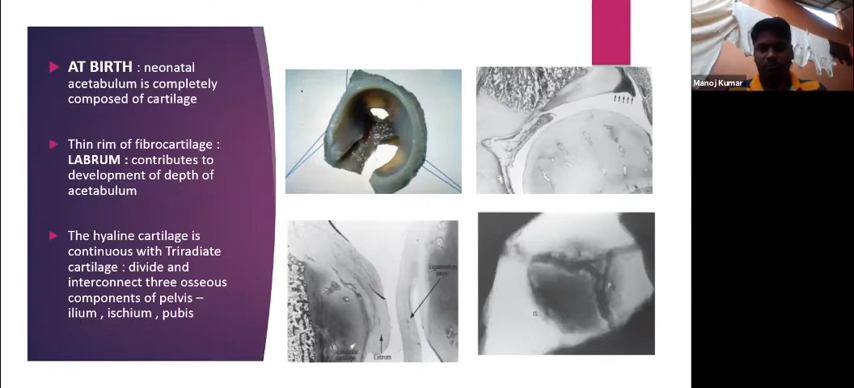 AT BIRTH : neonatal
acetabulum is completely
composed of cartilage
Thin rim of fibrocartilage :
LABRUM : contributes to
development of depth of
acetabulum
The hyaline cartilage is
continuous with Triradiate
cartilage : divide and
interconnect three osseous
components of pelvis –
ilium , ischium , pubis
Labrum
IS
Manoj Kumar